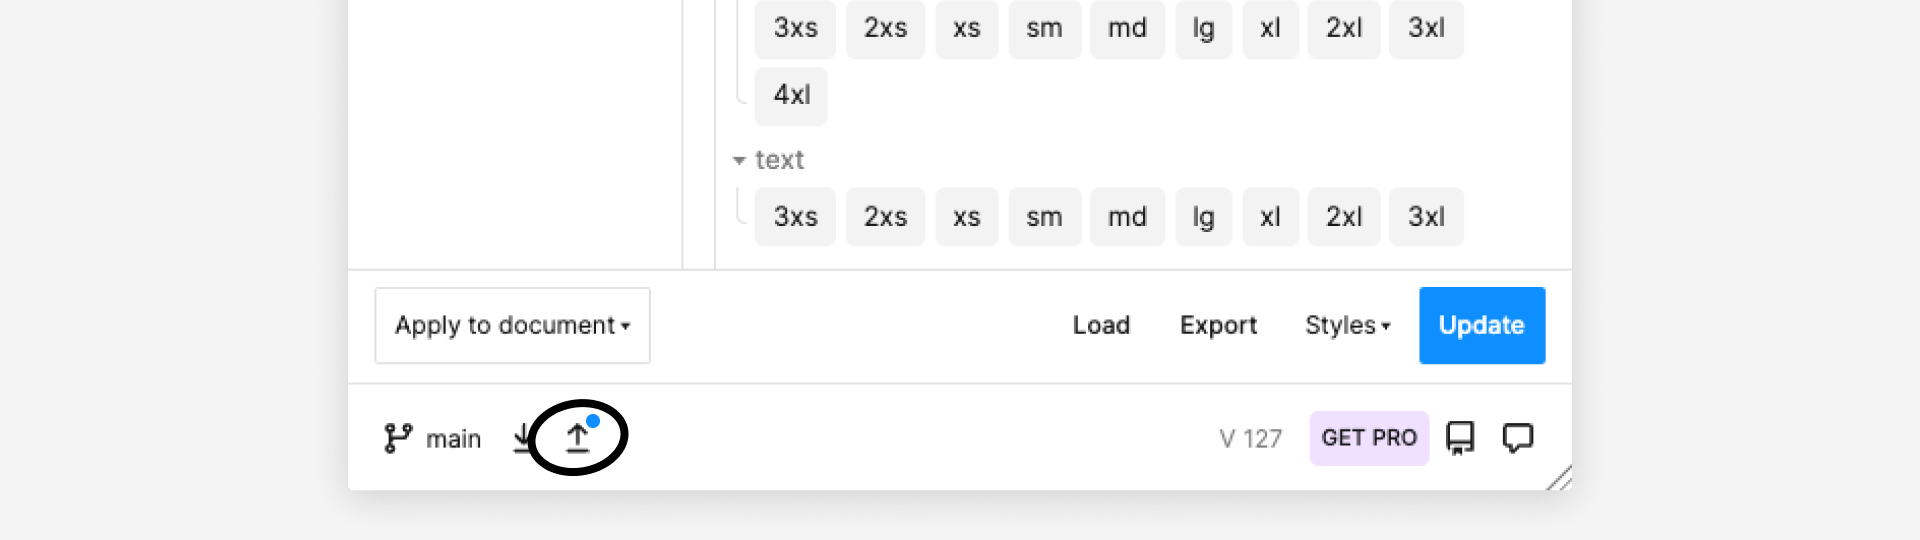 3xs 2xs xs sm md lg xl 2xl 3xl
4xl
text
3xs 2xs xs sm md lg xl 2xl 3xl
Apply to document Load Export Styles Update
main V 127 GET PRO